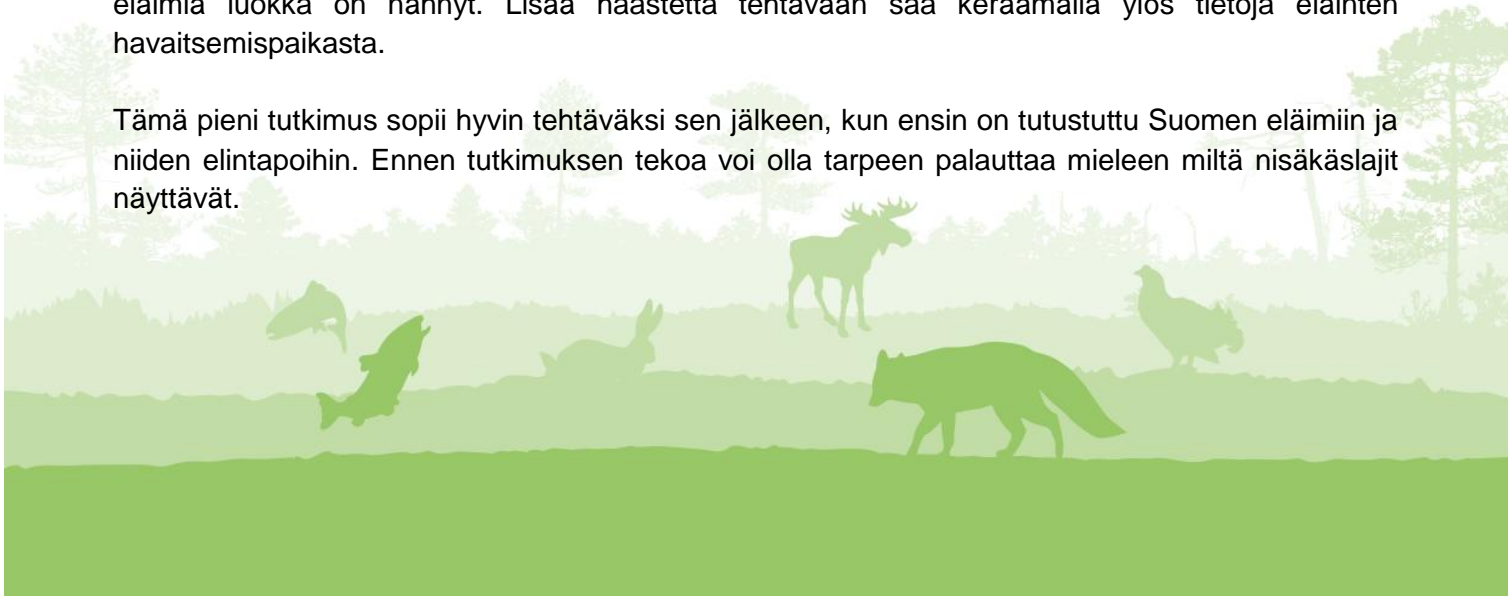 eläimiä luokka on nähnyt. Lisää haastetta tehtävään saa keräämällä ylös tietoja eläinten
havaitsemispaikasta.
Tämä pieni tutkimus sopii hyvin tehtäväksi sen jälkeen, kun ensin on tutustuttu Suomen eläimiin ja
niiden elintapoihin. Ennen tutkimuksen tekoa voi olla tarpeen palauttaa mieleen miltä nisäkäslajit
näyttävät.